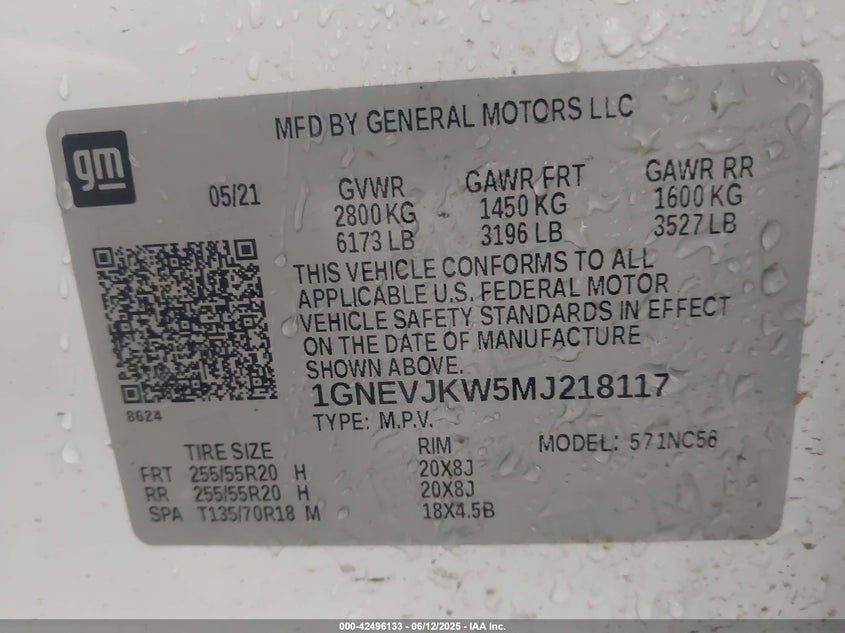 MFD BY GENERAL MOTORS LLC
gm
05/21 GVWR GAWR FRT GAWR RR
2800 KG 1450 KG 1600 KG
6173 LB 3196 LB 3527 LB
THIS VEHICLE CONFORMS TO ALL
APPLICABLE U.S. FEDERAL MOTOR
VEHICLE SAFETY STANDARDS IN EFFECT
ON THE DATE OF MANUFACTURE
SHOWN ABOVE.
1GNEVJKW5MJ218117
8624
TYPE: M.P.V.
TIRE SIZE RIM MODEL: 571NC56
FRT 255/55R20 H 20X8J
RR 255/55R20 H 20X8J
SPA T135/70R18 M 18X4.5B
000-42496133 - 06/12/2025 - IAA Inc.